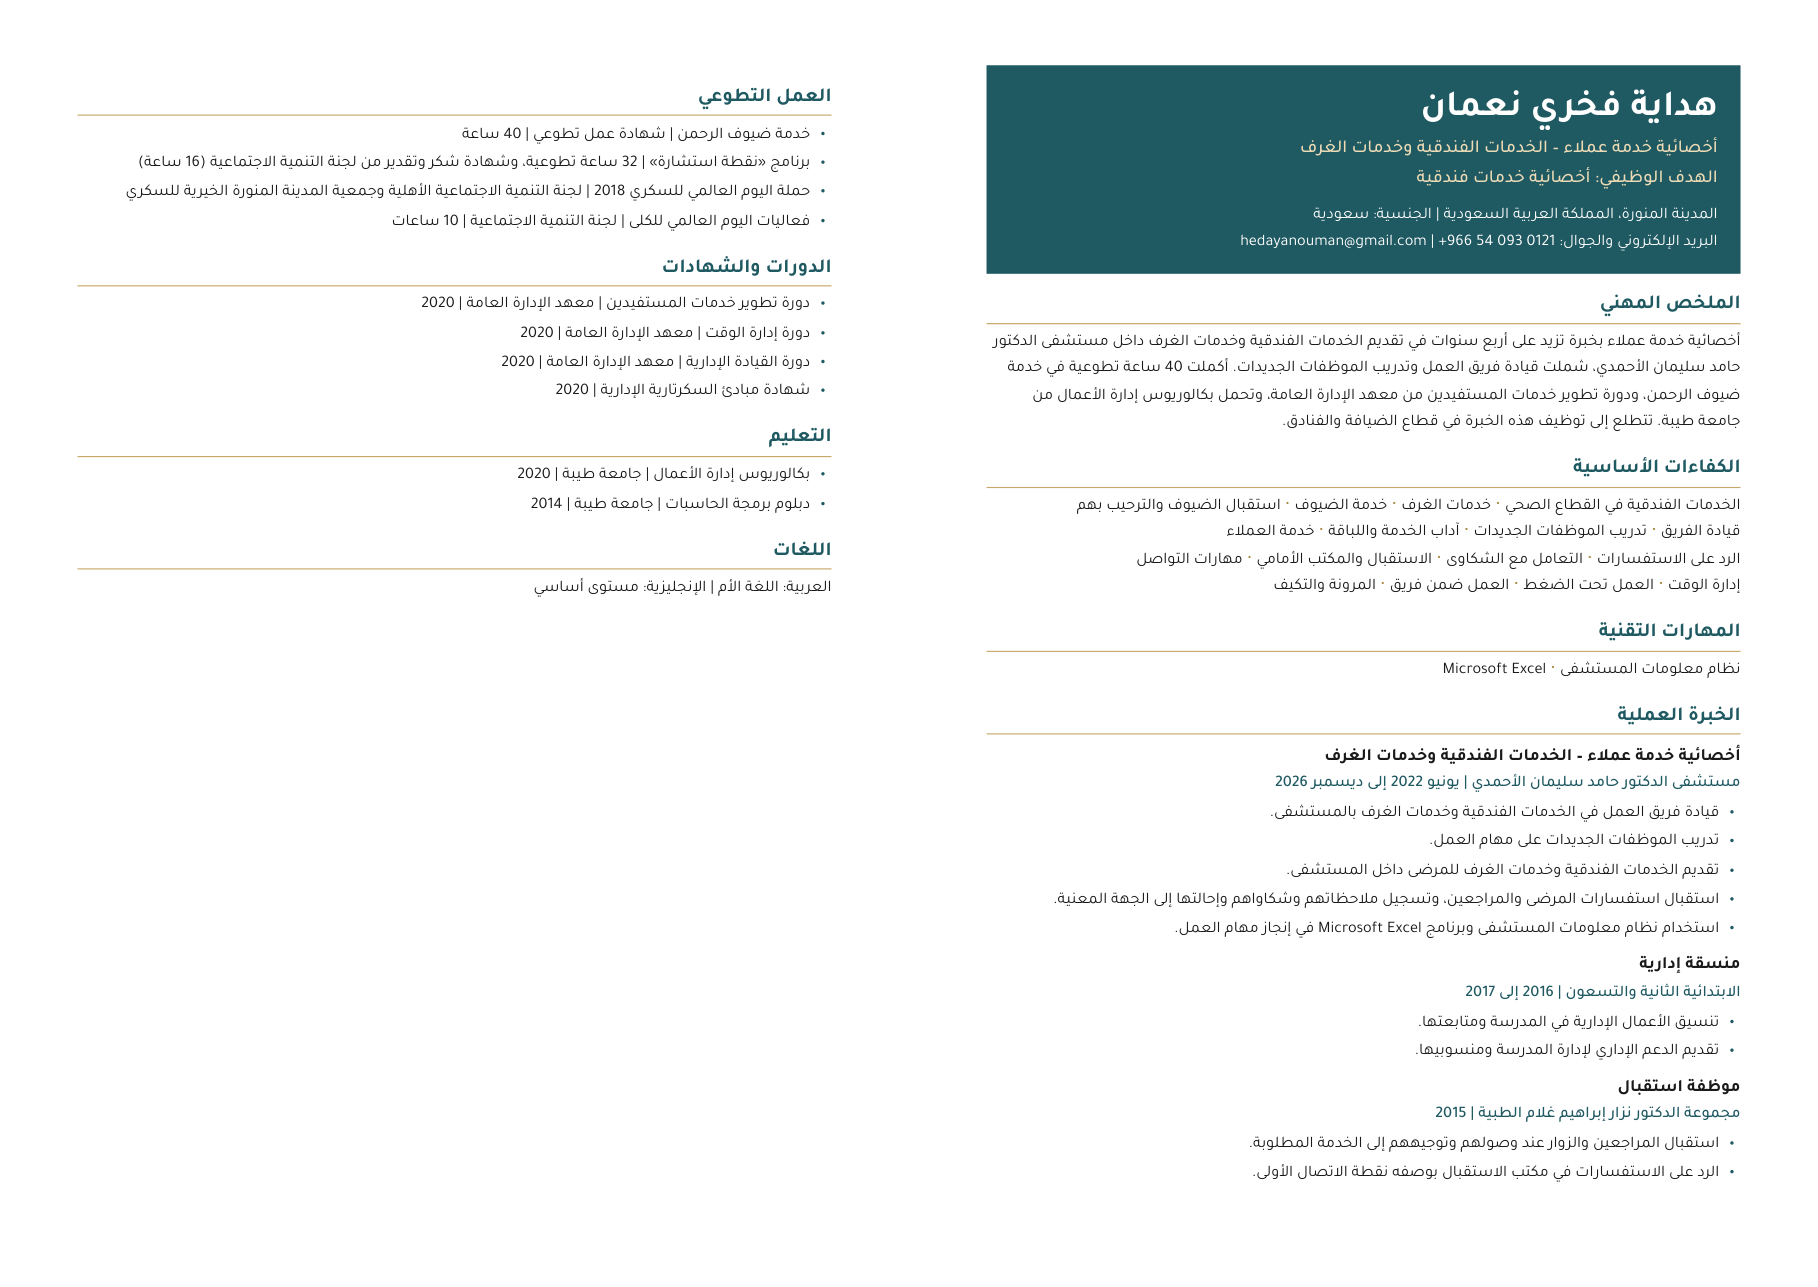 هداية فخري نعمان
أخصائية خدمة عملاء – الخدمات الفندقية وخدمات الغرف
الهدف الوظيفي: أخصائية خدمات فندقية
المدينة المنورة، المملكة العربية السعودية | الجنسية: سعودية
البريد الإلكتروني والجوال: hedayanouman@gmail.com | +966 54 093 0121
الملخص المهني
أخصائية خدمة عملاء بخبرة تزيد على أربع سنوات في تقديم الخدمات الفندقية وخدمات الغرف داخل مستشفى الدكتور
حامد سليمان الأحمدي، شملت قيادة فريق العمل وتدريب الموظفات الجديدات. أكملت 40 ساعة تطوعية في خدمة
ضيوف الرحمن، ودورة تطوير خدمات المستفيدين من معهد الإدارة العامة، وتحمل بكالوريوس إدارة الأعمال من
جامعة طيبة. تتطلع إلى توظيف هذه الخبرة في قطاع الضيافة والفنادق.
الكفاءات الأساسية
الخدمات الفندقية في القطاع الصحي · خدمات الغرف · خدمة الضيوف · استقبال الضيوف والترحيب بهم
قيادة الفريق · تدريب الموظفات الجديدات · آداب الخدمة واللباقة · خدمة العملاء
الرد على الاستفسارات · التعامل مع الشكاوى · الاستقبال والمكتب الأمامي · مهارات التواصل
إدارة الوقت · العمل تحت الضغط · العمل ضمن فريق · المرونة والتكيف
المهارات التقنية
نظام معلومات المستشفى · Microsoft Excel
الخبرة العملية
أخصائية خدمة عملاء – الخدمات الفندقية وخدمات الغرف
مستشفى الدكتور حامد سليمان الأحمدي | يونيو 2022 إلى ديسمبر 2026
• قيادة فريق العمل في الخدمات الفندقية وخدمات الغرف بالمستشفى.
• تدريب الموظفات الجديدات على مهام العمل.
• تقديم الخدمات الفندقية وخدمات الغرف للمرضى داخل المستشفى.
• استقبال استفسارات المرضى والمراجعين، وتسجيل ملاحظاتهم وشكاواهم وإحالتها إلى الجهة المعنية.
• استخدام نظام معلومات المستشفى وبرنامج Microsoft Excel في إنجاز مهام العمل.
منسقة إدارية
الابتدائية الثانية والتسعون | 2016 إلى 2017
• تنسيق الأعمال الإدارية في المدرسة ومتابعتها.
• تقديم الدعم الإداري لإدارة المدرسة ومنسوبيها.
موظفة استقبال
مجموعة الدكتور نزار إبراهيم غلام الطبية | 2015
• استقبال المراجعين والزوار عند وصولهم وتوجيههم إلى الخدمة المطلوبة.
• الرد على الاستفسارات في مكتب الاستقبال بوصفه نقطة الاتصال الأولى.
العمل التطوعي
• خدمة ضيوف الرحمن | شهادة عمل تطوعي | 40 ساعة
• برنامج «نقطة استشارة» | 32 ساعة تطوعية، وشهادة شكر وتقدير من لجنة التنمية الاجتماعية (16 ساعة)
• حملة اليوم العالمي للسكري 2018 | لجنة التنمية الاجتماعية الأهلية وجمعية المدينة المنورة الخيرية للسكري
• فعاليات اليوم العالمي للكلى | لجنة التنمية الاجتماعية | 10 ساعات
الدورات والشهادات
• دورة تطوير خدمات المستفيدين | معهد الإدارة العامة | 2020
• دورة إدارة الوقت | معهد الإدارة العامة | 2020
• دورة القيادة الإدارية | معهد الإدارة العامة | 2020
• شهادة مبادئ السكرتارية الإدارية | 2020
التعليم
• بكالوريوس إدارة الأعمال | جامعة طيبة | 2020
• دبلوم برمجة الحاسبات | جامعة طيبة | 2014
اللغات
العربية: اللغة الأم | الإنجليزية: مستوى أساسي